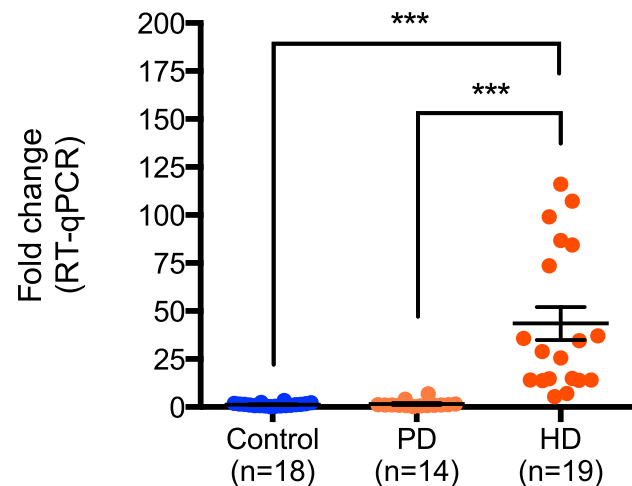 200
***
175
***
150
125
100
75
50
25
0
Fold change
(RT-qPCR)
Control
(n=18)
PD
(n=14)
HD
(n=19)